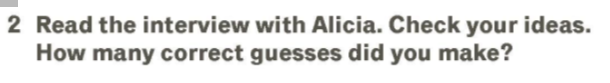 2 Read the interview with Alicia. Check your ideas.
How many correct guesses did you make?